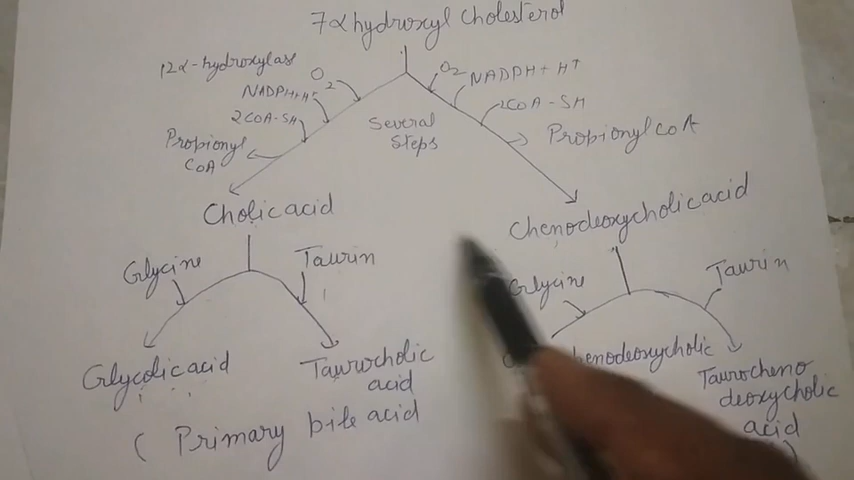 7α hydroxyl Cholesterol
12α-hydroxylase
O2
NADPH+H+
2COA-SH
Propionyl
COA
Several
Steps
O2
NADPH + H+
2COA-SH
Propionyl COA
Cholic acid
Chenodeoxycholic acid
Glycine
Taurin
Glycine
Taurin
Glycolic acid
Taurocholic
acid
henodeoxycholic
Taurocheno
deoxycholic
acid
( Primary bile acid
)